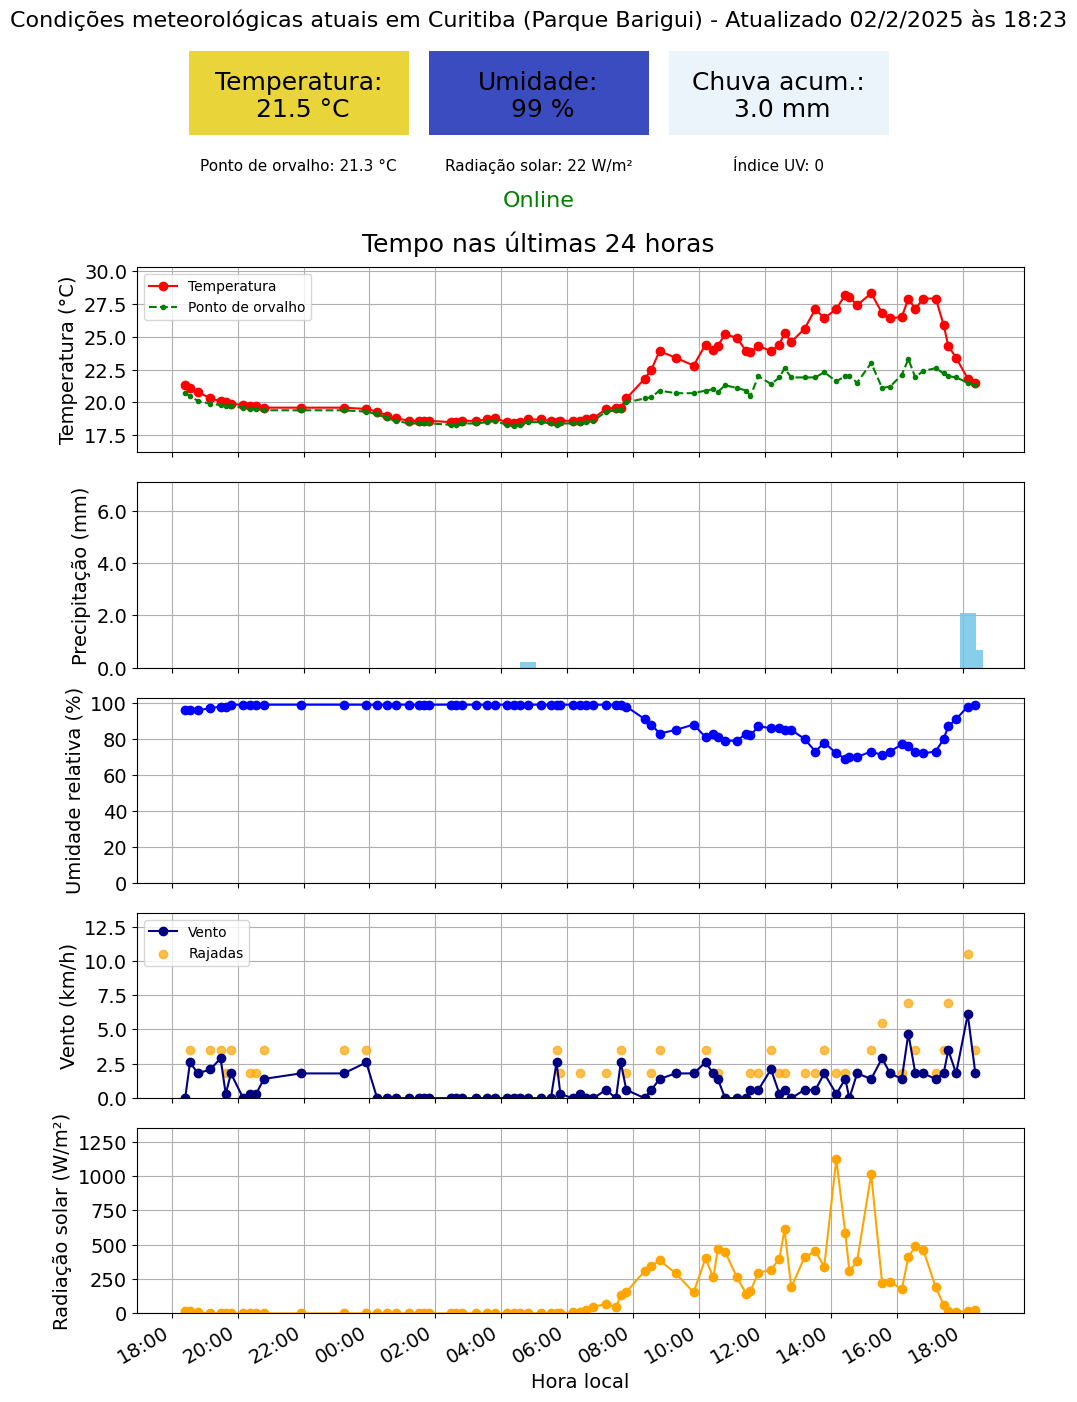 Condições meteorológicas atuais em Curitiba (Parque Barigui) - Atualizado 02/2/2025 às 18:23
Temperatura:
21.5 °C
Umidade:
99 %
Chuva acum.:
3.0 mm
Ponto de orvalho: 21.3 °C
Radiação solar: 22 W/m²
Índice UV: 0
Online
Tempo nas últimas 24 horas
Temperatura (°C)
30.0
27.5
25.0
22.5
20.0
17.5
Temperatura
Ponto de orvalho
Precipitação (mm)
6.0
4.0
2.0
0.0
Umidade relativa (%)
100
80
60
40
20
0
Vento (km/h)
12.5
10.0
7.5
5.0
2.5
0.0
Vento
Rajadas
Radiação solar (W/m²)
1250
1000
750
500
250
0
18:00
20:00
22:00
00:00
02:00
04:00
06:00
08:00
10:00
12:00
14:00
16:00
18:00
Hora local